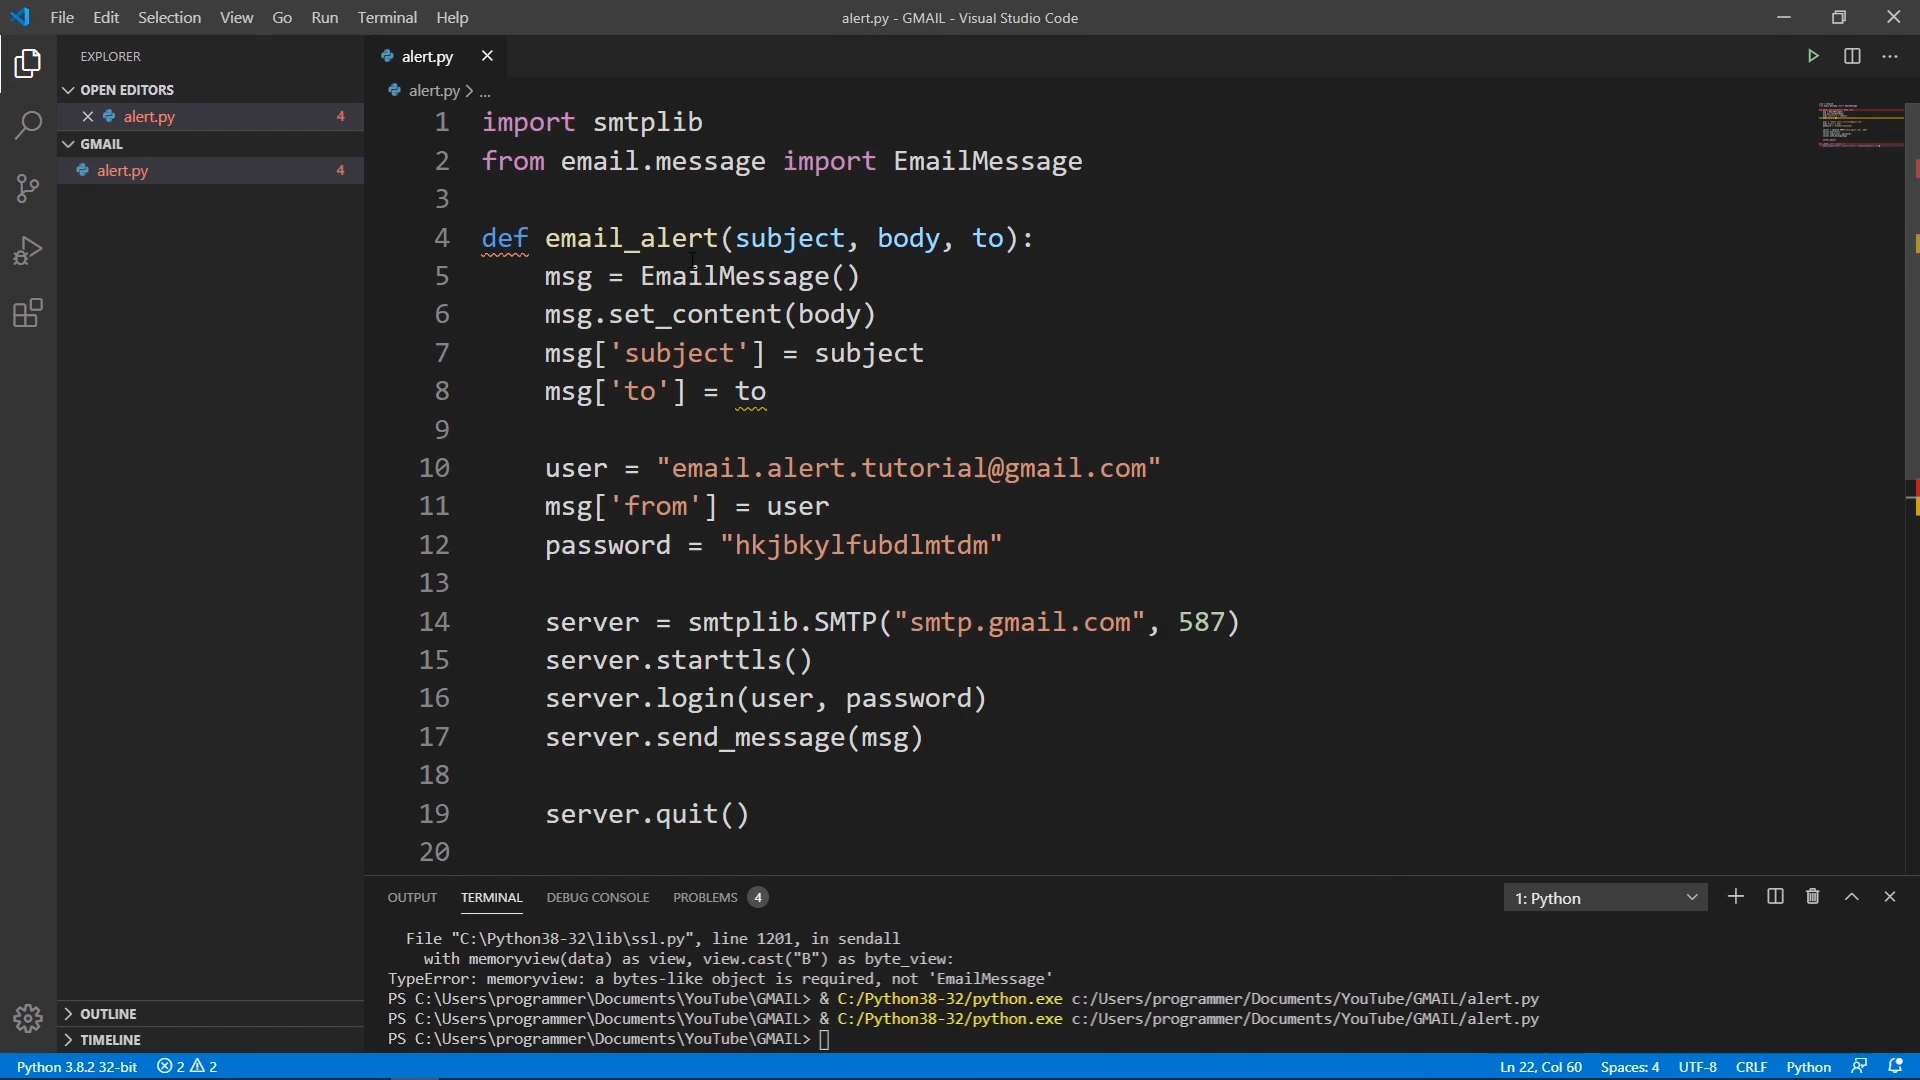 File Edit Selection View Go Run Terminal Help
alert.py - GMAIL - Visual Studio Code
EXPLORER
OPEN EDITORS
alert.py 4
GMAIL
alert.py 4
OUTLINE
TIMELINE
alert.py
alert.py > ...
1 import smtplib
2 from email.message import EmailMessage
3
4 def email_alert(subject, body, to):
5 msg = EmailMessage()
6 msg.set_content(body)
7 msg['subject'] = subject
8 msg['to'] = to
9
10 user = "email.alert.tutorial@gmail.com"
11 msg['from'] = user
12 password = "hkjbkylfubdlmtdm"
13
14 server = smtplib.SMTP("smtp.gmail.com", 587)
15 server.starttls()
16 server.login(user, password)
17 server.send_message(msg)
18
19 server.quit()
20
OUTPUT TERMINAL DEBUG CONSOLE PROBLEMS 4
1: Python
File "C:\Python38-32\lib\ssl.py", line 1201, in sendall
with memoryview(data) as view, view.cast("B") as byte_view:
TypeError: memoryview: a bytes-like object is required, not 'EmailMessage'
PS C:\Users\programmer\Documents\YouTube\GMAIL> & C:/Python38-32/python.exe c:/Users/programmer/Documents/YouTube/GMAIL/alert.py
PS C:\Users\programmer\Documents\YouTube\GMAIL> & C:/Python38-32/python.exe c:/Users/programmer/Documents/YouTube/GMAIL/alert.py
PS C:\Users\programmer\Documents\YouTube\GMAIL>
Python 3.8.2 32-bit 2 2
Ln 22, Col 60 Spaces: 4 UTF-8 CRLF Python